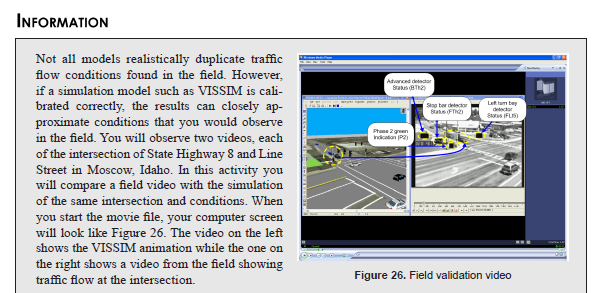 INFORMATION
Not all models realistically duplicate traffic
flow conditions found in the field. However,
if a simulation model such as VISSIM is cali-
brated correctly, the results can closely ap-
proximate conditions that you would observe
in the field. You will observe two videos, each
of the intersection of State Highway 8 and Line
Street in Moscow, Idaho. In this activity you
will compare a field video with the simulation
of the same intersection and conditions. When
you start the movie file, your computer screen
will look like Figure 26. The video on the left
shows the VISSIM animation while the one on
the right shows a video from the field showing
traffic flow at the intersection.
Advanced detector
Status (BTh2)
Stop bar detector
Status (FTh2)
Left turn bay
detector
Status (FLt5)
Phase 2 green
indication (P2)
Figure 26. Field validation video